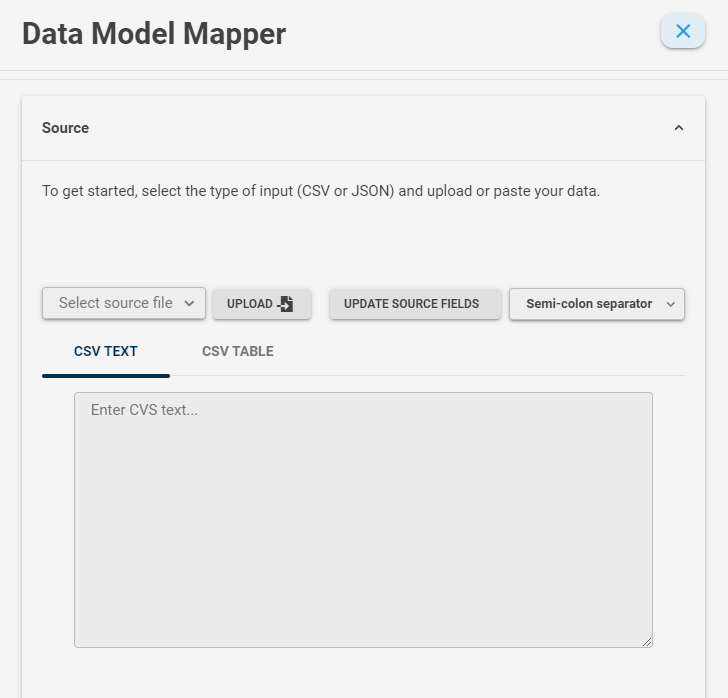 Data Model Mapper
Source
To get started, select the type of input (CSV or JSON) and upload or paste your data.
Select source file UPLOAD UPDATE SOURCE FIELDS Semi-colon separator
CSV TEXT CSV TABLE
Enter CVS text...